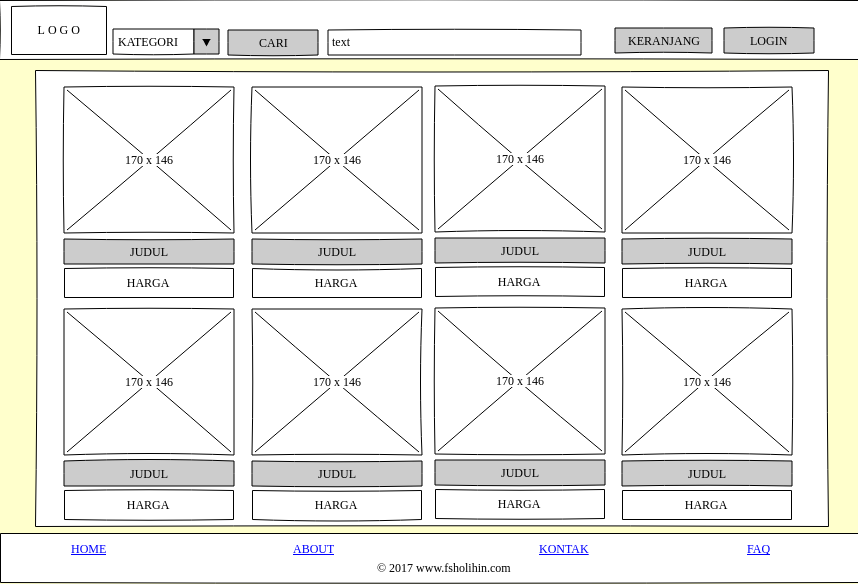 L O G O
KATEGORI
CARI
text
KERANJANG
LOGIN
170 x 146
170 x 146
170 x 146
170 x 146
JUDUL
JUDUL
JUDUL
JUDUL
HARGA
HARGA
HARGA
HARGA
170 x 146
170 x 146
170 x 146
170 x 146
JUDUL
JUDUL
JUDUL
JUDUL
HARGA
HARGA
HARGA
HARGA
HOME
ABOUT
KONTAK
FAQ
© 2017 www.fsholihin.com